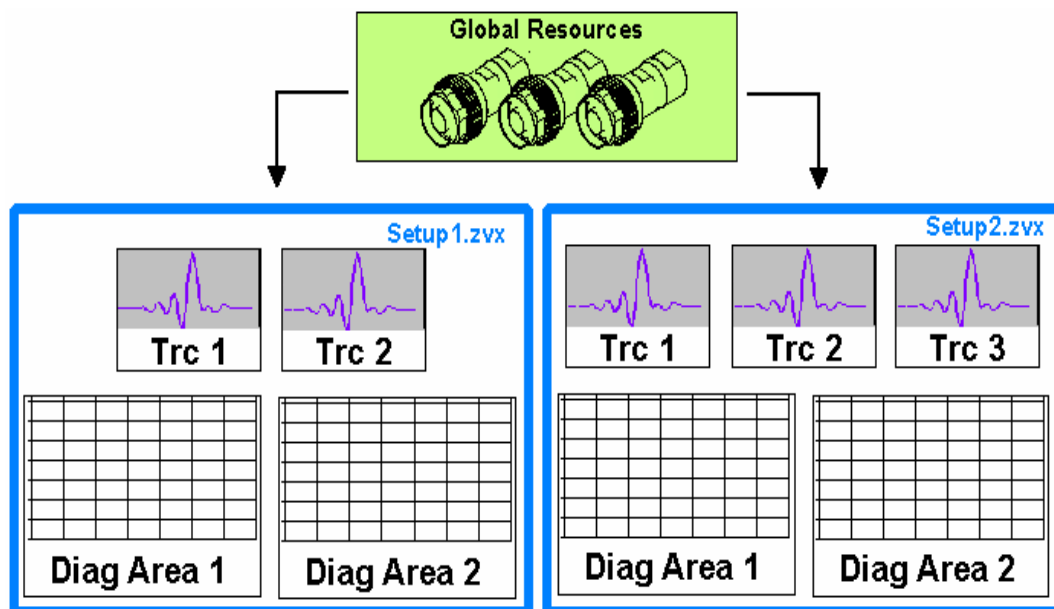 Global Resources
Setup1.zvx
Trc 1
Trc 2
Diag Area 1
Diag Area 2
Setup2.zvx
Trc 1
Trc 2
Trc 3
Diag Area 1
Diag Area 2